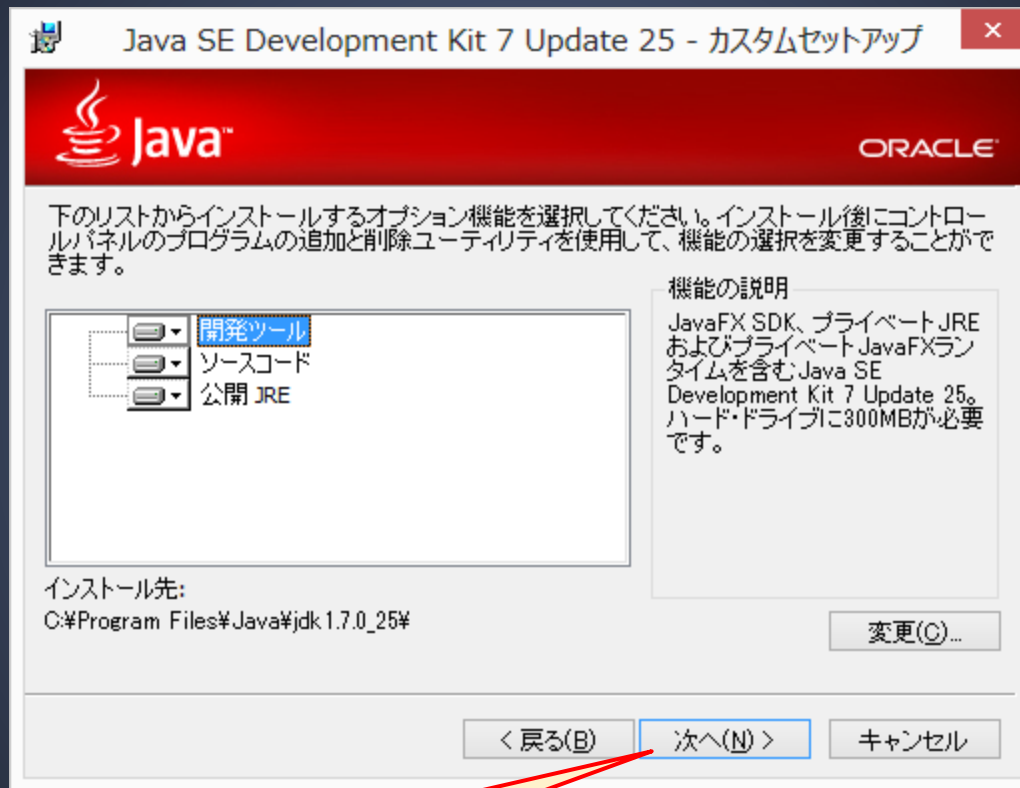 Java SE Development Kit 7 Update 25 - カスタムセットアップ
Java™
ORACLE
下のリストからインストールするオプション機能を選択してください。インストール後にコントロー
ルパネルのプログラムの追加と削除ユーティリティを使用して、機能の選択を変更することがで
きます。
開発ツール
ソースコード
公開 JRE
機能の説明
JavaFX SDK、プライベート JRE
およびプライベート JavaFXラン
タイムを含む Java SE
Development Kit 7 Update 25。
ハード・ドライブに300MBが必要
です。
インストール先:
C:¥Program Files¥Java¥jdk1.7.0_25¥
変更(C)...
< 戻る(B)
次へ(N) >
キャンセル